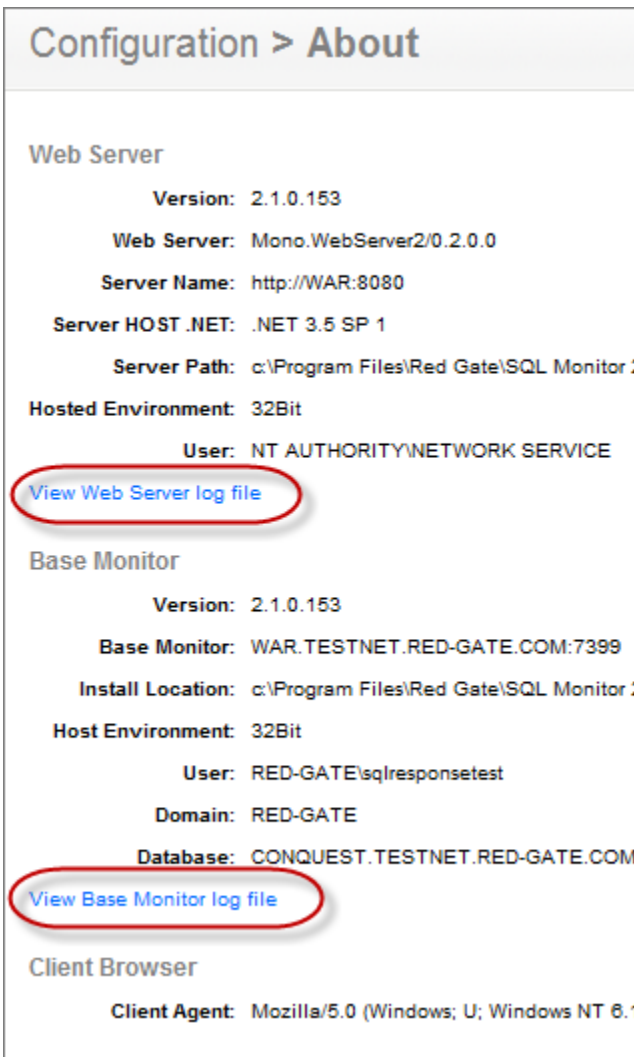 Configuration > About
Web Server
Version: 2.1.0.153
Web Server: Mono.WebServer2/0.2.0.0
Server Name: http://WAR:8080
Server HOST .NET: .NET 3.5 SP 1
Server Path: c:\Program Files\Red Gate\SQL Monitor 2
Hosted Environment: 32Bit
User: NT AUTHORITY\NETWORK SERVICE
View Web Server log file
Base Monitor
Version: 2.1.0.153
Base Monitor: WAR.TESTNET.RED-GATE.COM:7399
Install Location: c:\Program Files\Red Gate\SQL Monitor 2
Host Environment: 32Bit
User: RED-GATE\sqlresponsetest
Domain: RED-GATE
Database: CONQUEST.TESTNET.RED-GATE.COM
View Base Monitor log file
Client Browser
Client Agent: Mozilla/5.0 (Windows; U; Windows NT 6.1